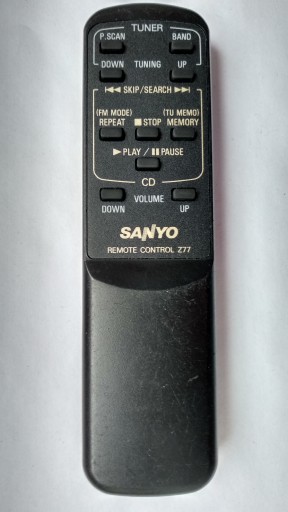 TUNER
P.SCAN BAND
DOWN TUNING UP
⏮ SKIP/SEARCH ⏭
(FM MODE) (TU MEMO)
REPEAT ■ STOP MEMORY
▶ PLAY / ❚❚ PAUSE
CD
VOLUME
DOWN UP
SANYO
REMOTE CONTROL Z77